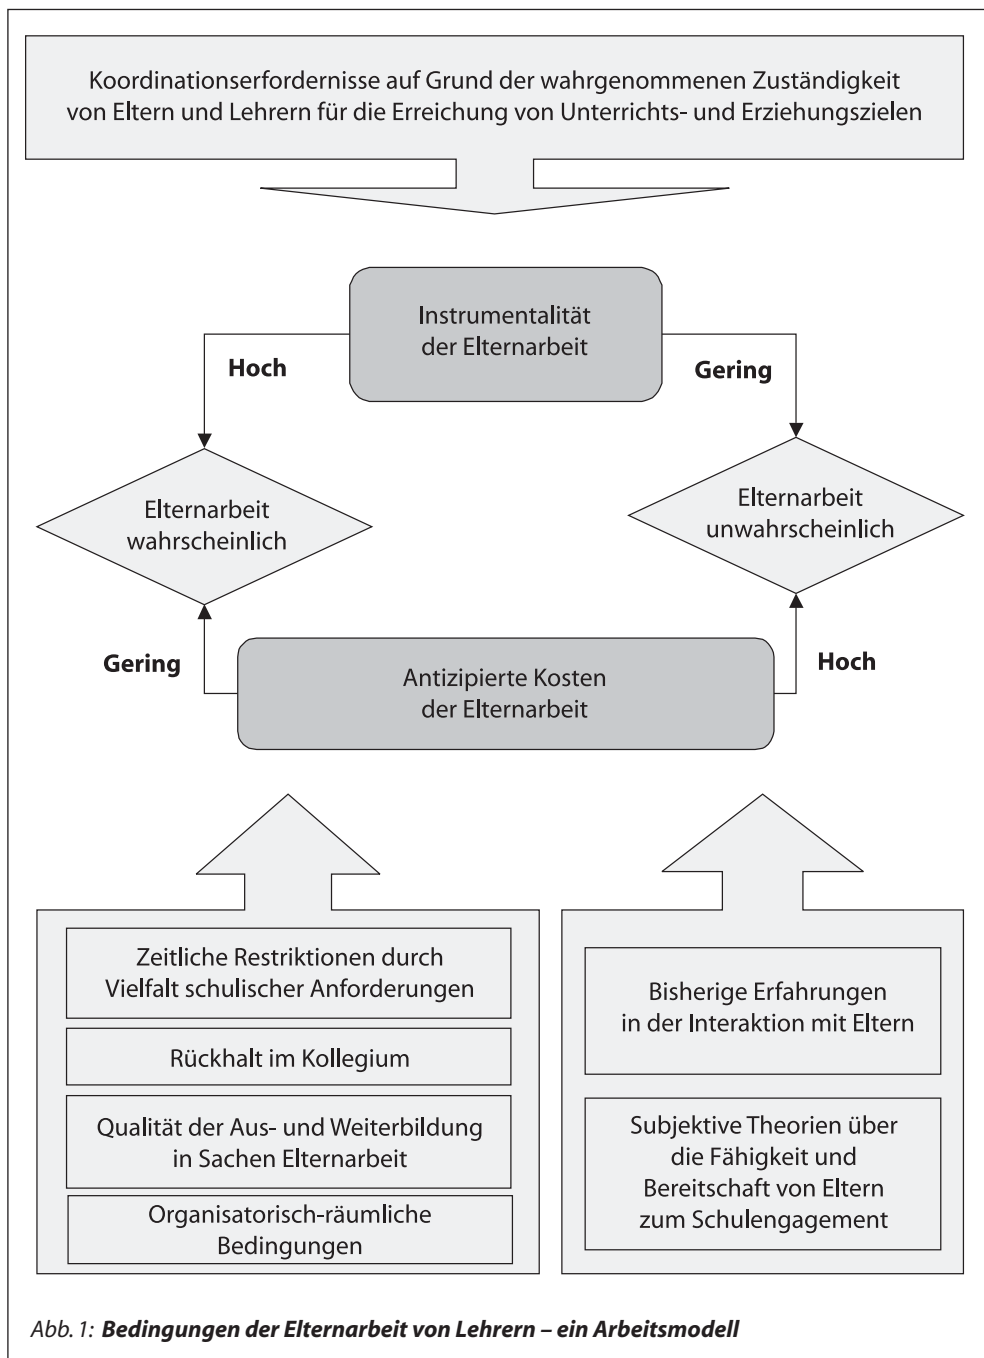 Koordinationserfordernisse auf Grund der wahrgenommenen Zuständigkeit
von Eltern und Lehrern für die Erreichung von Unterrichts- und Erziehungszielen
Instrumentalität
der Elternarbeit
Hoch
Gering
Elternarbeit
wahrscheinlich
Elternarbeit
unwahrscheinlich
Gering
Antizipierte Kosten
der Elternarbeit
Hoch
Zeitliche Restriktionen durch
Vielfalt schulischer Anforderungen
Rückhalt im Kollegium
Qualität der Aus- und Weiterbildung
in Sachen Elternarbeit
Organisatorisch-räumliche
Bedingungen
Bisherige Erfahrungen
in der Interaktion mit Eltern
Subjektive Theorien über
die Fähigkeit und
Bereitschaft von Eltern
zum Schulengagement
Abb. 1: Bedingungen der Elternarbeit von Lehrern – ein Arbeitsmodell